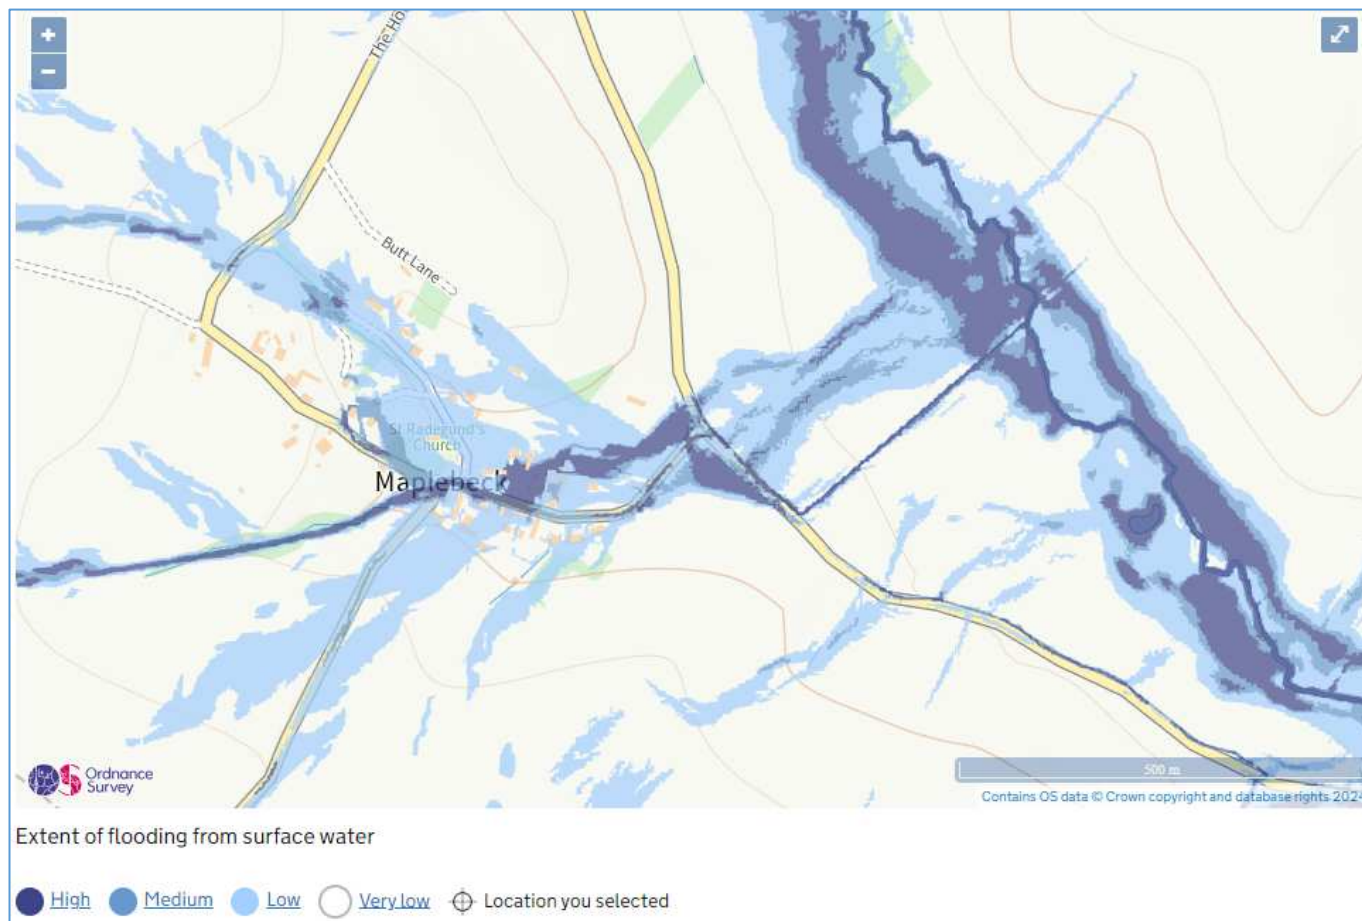 +
−
The Ho
Butt Lane
St Radegund's
Church
Maplebeck
Ordnance
Survey
500 m
Contains OS data © Crown copyright and database rights 2024
Extent of flooding from surface water
High Medium Low Very low Location you selected